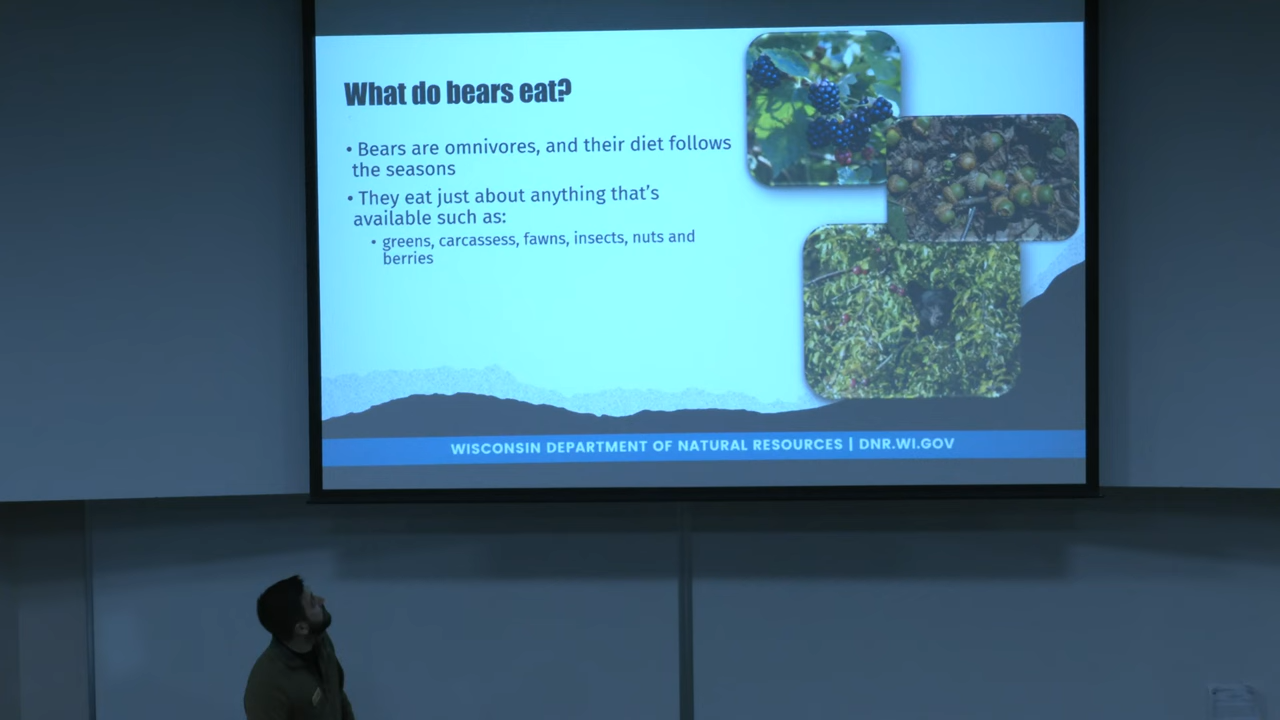 What do bears eat?
• Bears are omnivores, and their diet follows
the seasons
• They eat just about anything that's
available such as:
• greens, carcassess, fawns, insects, nuts and
berries
WISCONSIN DEPARTMENT OF NATURAL RESOURCES | DNR.WI.GOV